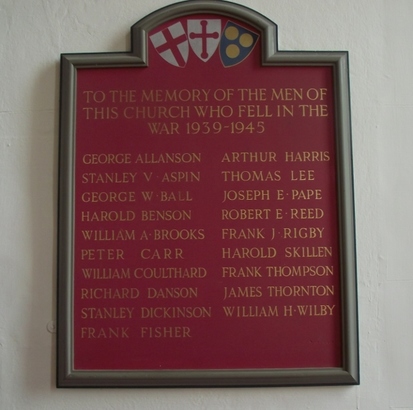 TO THE MEMORY OF THE MEN OF
THIS CHURCH WHO FELL IN THE
WAR 1939-1945
GEORGE ALLANSON
STANLEY V· ASPIN
GEORGE W· BALL
HAROLD BENSON
WILLIAM A· BROOKS
PETER CARR
WILLIAM COULTHARD
RICHARD DANSON
STANLEY DICKINSON
FRANK FISHER
ARTHUR HARRIS
THOMAS LEE
JOSEPH E· PAPE
ROBERT E· REED
FRANK J· RIGBY
HAROLD SKILLEN
FRANK THOMPSON
JAMES THORNTON
WILLIAM H· WILBY